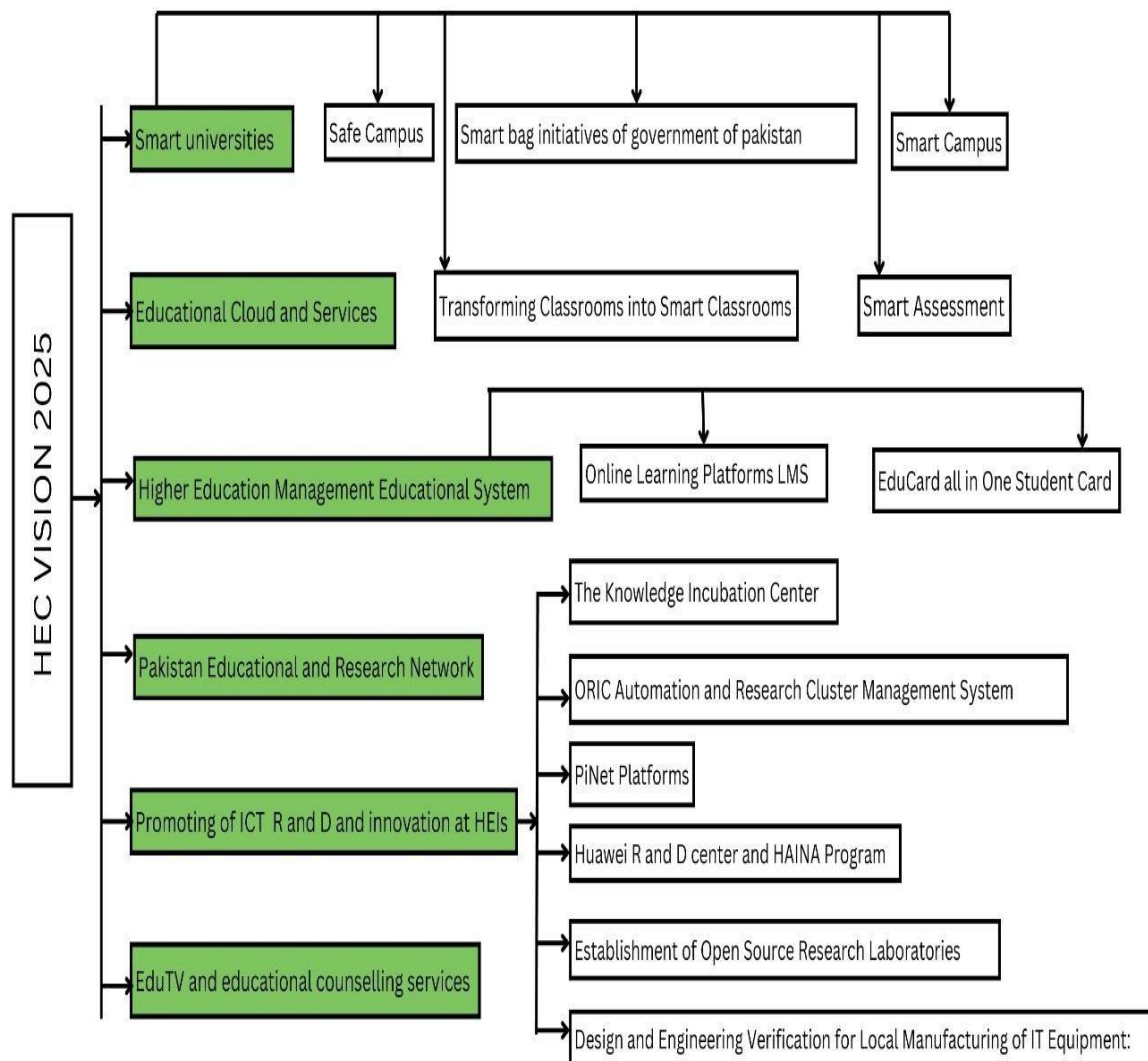 HEC VISION 2025
Smart universities
Safe Campus
Smart bag initiatives of government of pakistan
Smart Campus
Educational Cloud and Services
Transforming Classrooms into Smart Classrooms
Smart Assessment
Higher Education Management Educational System
Online Learning Platforms LMS
EduCard all in One Student Card
Pakistan Educational and Research Network
Promoting of ICT R and D and innovation at HEIs
The Knowledge Incubation Center
ORIC Automation and Research Cluster Management System
PiNet Platforms
Huawei R and D center and HAINA Program
Establishment of Open Source Research Laboratories
Design and Engineering Verification for Local Manufacturing of IT Equipment:
EduTV and educational counselling services